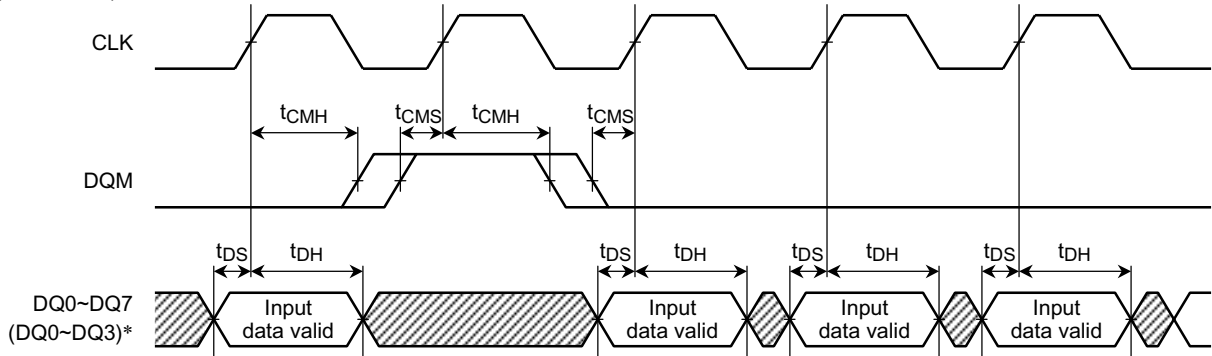 CLK
tCMH tCMS tCMH tCMS
DQM
tDS tDH tDS tDH tDS tDH tDS tDH
DQ0~DQ7
(DQ0~DQ3)*
Input
data valid
Input
data valid
Input
data valid
Input
data valid